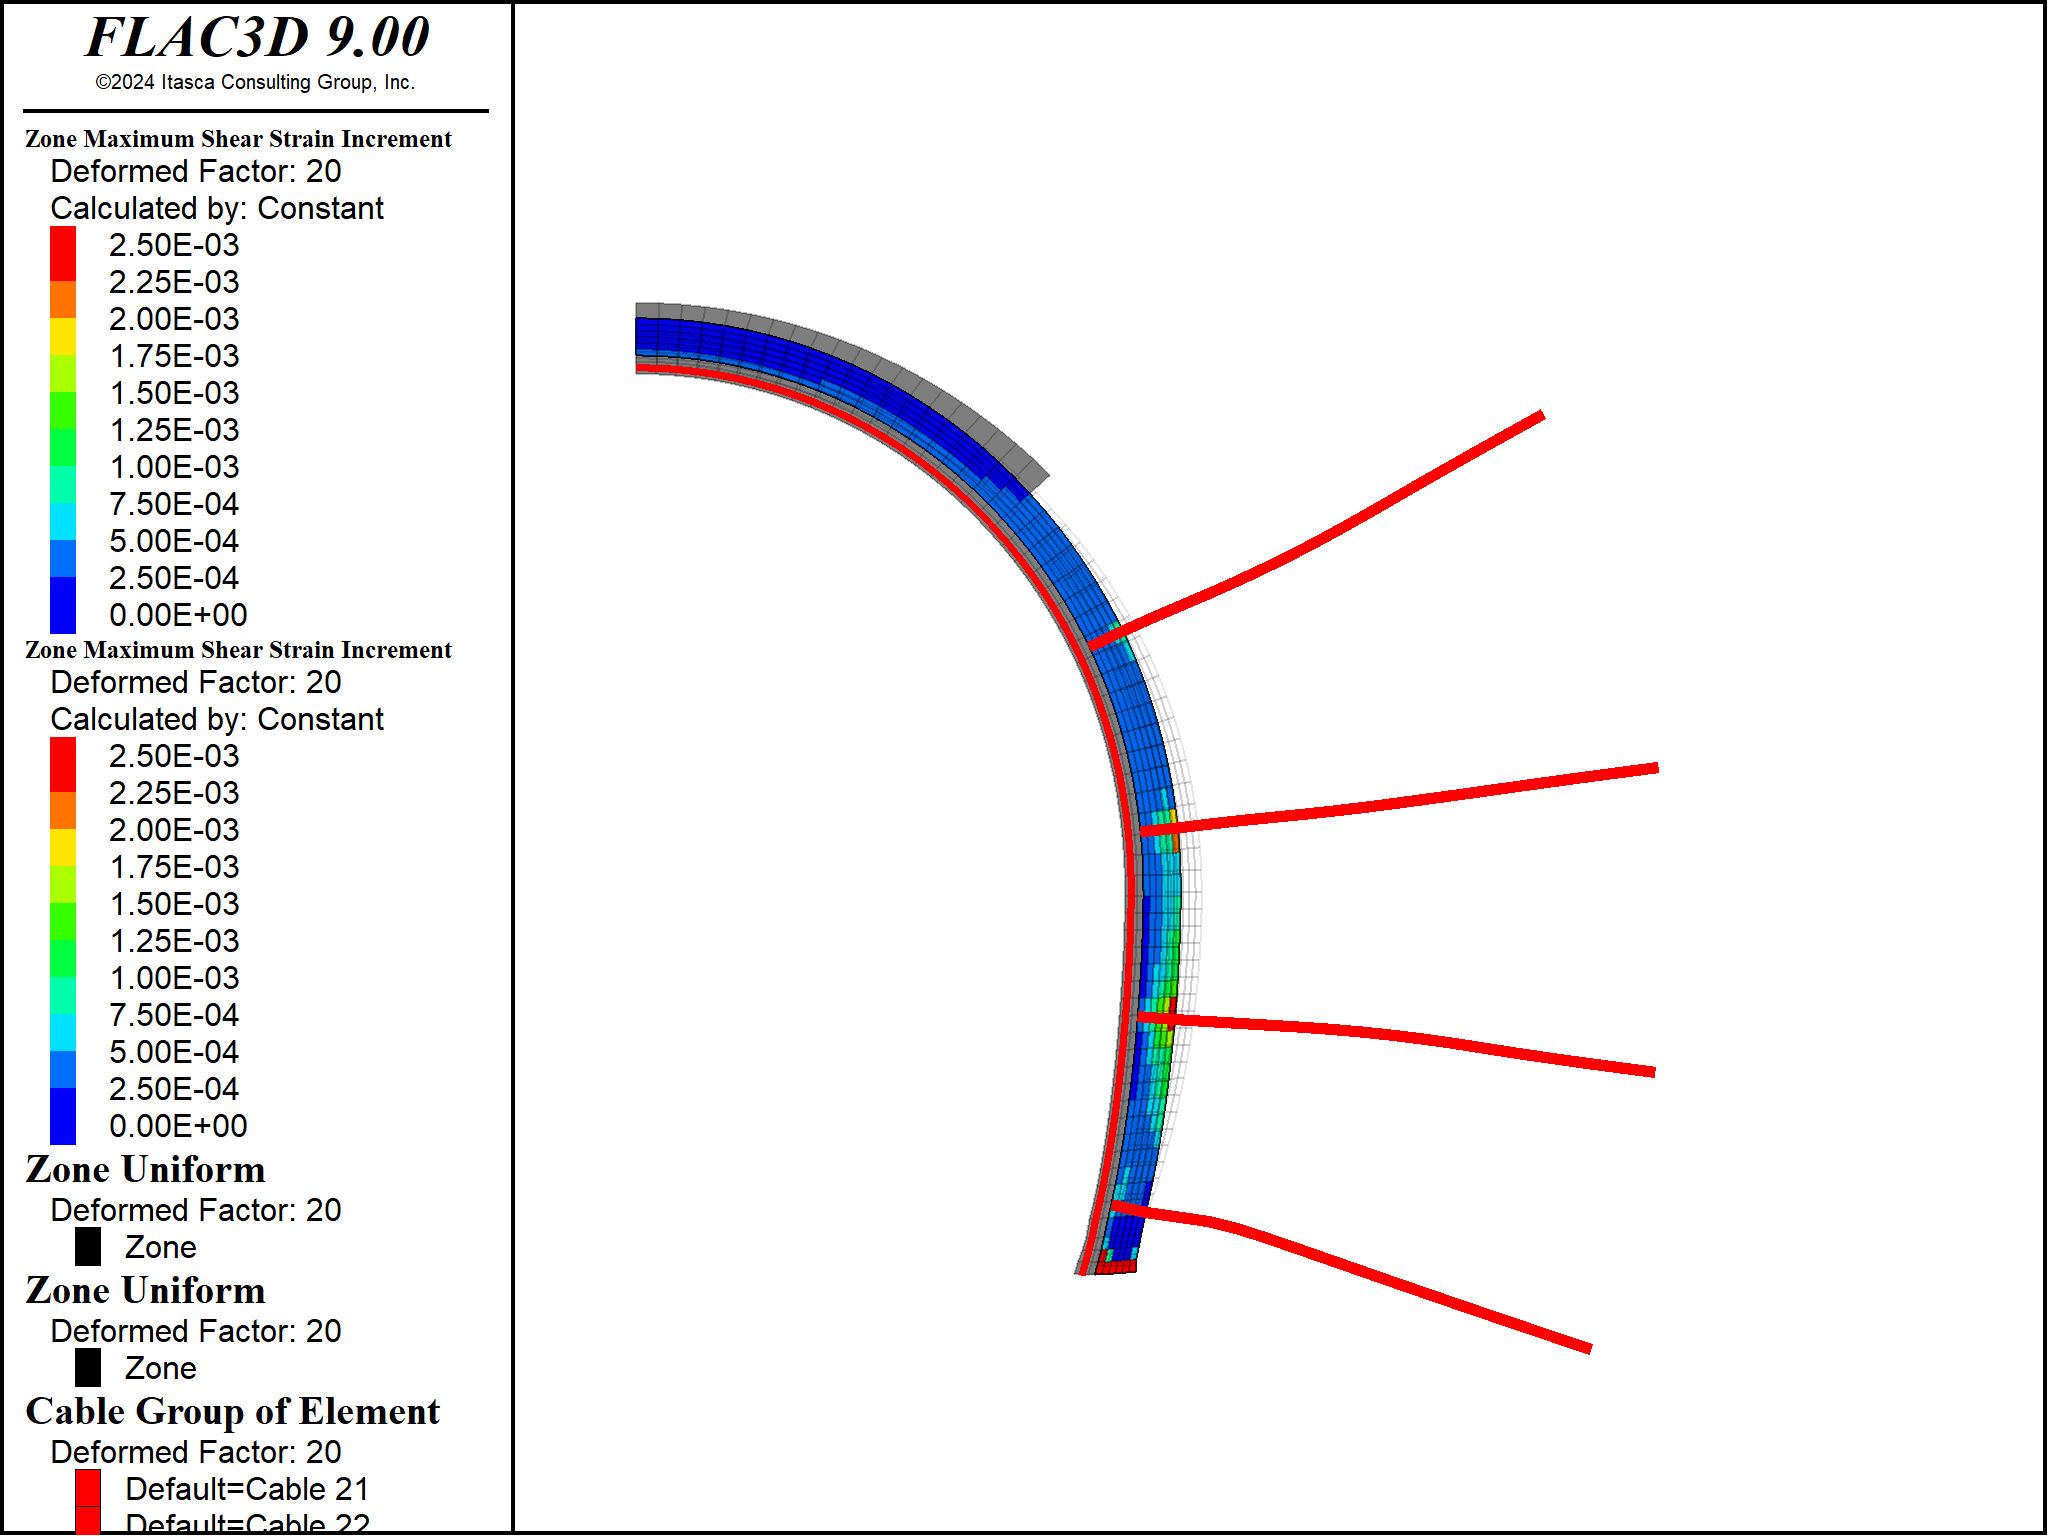 FLAC3D 9.00
©2024 Itasca Consulting Group, Inc.
Zone Maximum Shear Strain Increment
Deformed Factor: 20
Calculated by: Constant
2.50E-03
2.25E-03
2.00E-03
1.75E-03
1.50E-03
1.25E-03
1.00E-03
7.50E-04
5.00E-04
2.50E-04
0.00E+00
Zone Maximum Shear Strain Increment
Deformed Factor: 20
Calculated by: Constant
2.50E-03
2.25E-03
2.00E-03
1.75E-03
1.50E-03
1.25E-03
1.00E-03
7.50E-04
5.00E-04
2.50E-04
0.00E+00
Zone Uniform
Deformed Factor: 20
Zone
Zone Uniform
Deformed Factor: 20
Zone
Cable Group of Element
Deformed Factor: 20
Default=Cable 21
Default=Cable 22